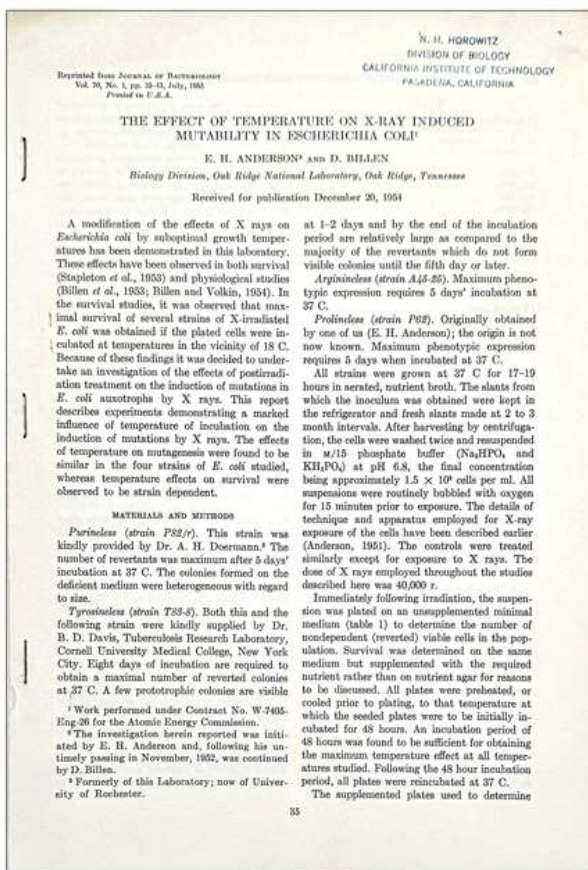 N. H. HOROWITZ
DIVISION OF BIOLOGY
CALIFORNIA INSTITUTE OF TECHNOLOGY
PASADENA, CALIFORNIA
Reprinted from JOURNAL OF BACTERIOLOGY
Vol. 70, No. 1, pp. 35-43, July, 1955
Printed in U.S.A.
THE EFFECT OF TEMPERATURE ON X-RAY INDUCED
MUTABILITY IN ESCHERICHIA COLI¹
E. H. ANDERSON² AND D. BILLEN
Biology Division, Oak Ridge National Laboratory, Oak Ridge, Tennessee
Received for publication December 20, 1954
A modification of the effects of X rays on
Escherichia coli by suboptimal growth temper-
atures has been demonstrated in this laboratory.
These effects have been observed in both survival
(Stapleton et al., 1953) and physiological studies
(Billen et al., 1953; Billen and Volkin, 1954). In
the survival studies, it was observed that max-
imal survival of several strains of X-irradiated
E. coli was obtained if the plated cells were in-
cubated at temperatures in the vicinity of 18 C.
Because of these findings it was decided to under-
take an investigation of the effects of postirradi-
ation treatment on the induction of mutations in
E. coli auxotrophs by X rays. This report
describes experiments demonstrating a marked
influence of temperature of incubation on the
induction of mutations by X rays. The effects
of temperature on mutagenesis were found to be
similar in the four strains of E. coli studied,
whereas temperature effects on survival were
observed to be strain dependent.
MATERIALS AND METHODS
Purineless (strain P82/r). This strain was
kindly provided by Dr. A. H. Doermann.³ The
number of revertants was maximum after 5 days'
incubation at 37 C. The colonies formed on the
deficient medium were heterogeneous with regard
to size.
Tyrosineless (strain T83-8). Both this and the
following strain were kindly supplied by Dr.
B. D. Davis, Tuberculosis Research Laboratory,
Cornell University Medical College, New York
City. Eight days of incubation are required to
obtain a maximal number of reverted colonies
at 37 C. A few prototrophic colonies are visible
¹ Work performed under Contract No. W-7405-
Eng-26 for the Atomic Energy Commission.
² The investigation herein reported was initi-
ated by E. H. Anderson and, following his un-
timely passing in November, 1952, was continued
by D. Billen.
³ Formerly of this Laboratory; now of Univer-
sity of Rochester.
at 1-2 days and by the end of the incubation
period are relatively large as compared to the
majority of the revertants which do not form
visible colonies until the fifth day or later.
Arginineless (strain A45-25). Maximum pheno-
typic expression requires 5 days' incubation at
37 C.
Prolineless (strain P62). Originally obtained
by one of us (E. H. Anderson); the origin is not
now known. Maximum phenotypic expression
requires 5 days when incubated at 37 C.
All strains were grown at 37 C for 17-19
hours in aerated, nutrient broth. The slants from
which the inoculum was obtained were kept in
the refrigerator and fresh slants made at 2 to 3
month intervals. After harvesting by centrifuga-
tion, the cells were washed twice and resuspended
in M/15 phosphate buffer (Na₂HPO₄ and
KH₂PO₄) at pH 6.8, the final concentration
being approximately 1.5 × 10⁹ cells per ml. All
suspensions were routinely bubbled with oxygen
for 15 minutes prior to exposure. The details of
technique and apparatus employed for X-ray
exposure of the cells have been described earlier
(Anderson, 1951). The controls were treated
similarly except for exposure to X rays. The
dose of X rays employed throughout the studies
described here was 40,000 r.
Immediately following irradiation, the suspen-
sion was plated on an unsupplemented minimal
medium (table 1) to determine the number of
nondependent (reverted) viable cells in the pop-
ulation. Survival was determined on the same
medium but supplemented with the required
nutrient rather than on nutrient agar for reasons
to be discussed. All plates were preheated, or
cooled prior to plating, to that temperature at
which the seeded plates were to be initially in-
cubated for 48 hours. An incubation period of
48 hours was found to be sufficient for obtaining
the maximum temperature effect at all temper-
atures studied. Following the 48 hour incubation
period, all plates were reincubated at 37 C.
The supplemented plates used to determine
35